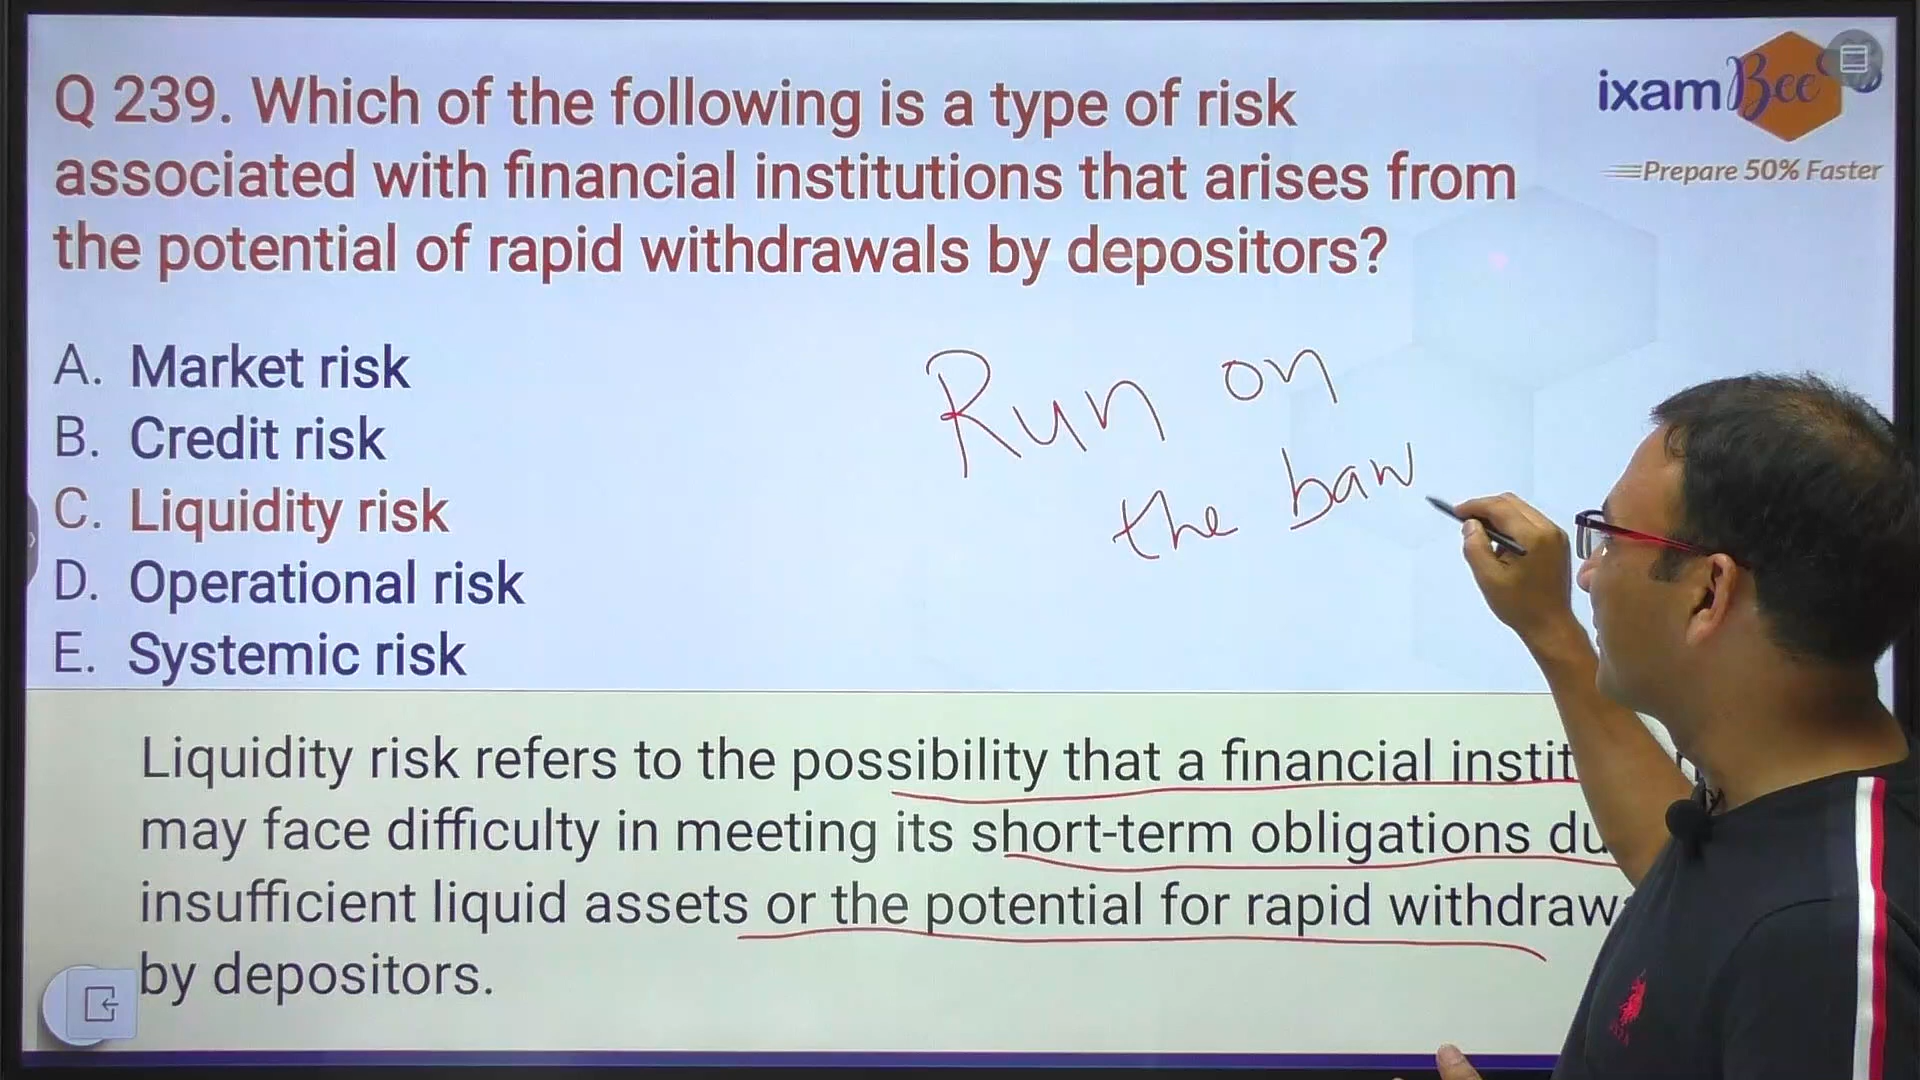 Q 239. Which of the following is a type of risk
associated with financial institutions that arises from
the potential of rapid withdrawals by depositors?
ixamBee
Prepare 50% Faster
A. Market risk
B. Credit risk
C. Liquidity risk
D. Operational risk
E. Systemic risk
Run on
the ban
Liquidity risk refers to the possibility that a financial instit
may face difficulty in meeting its short-term obligations du
insufficient liquid assets or the potential for rapid withdraw
by depositors.